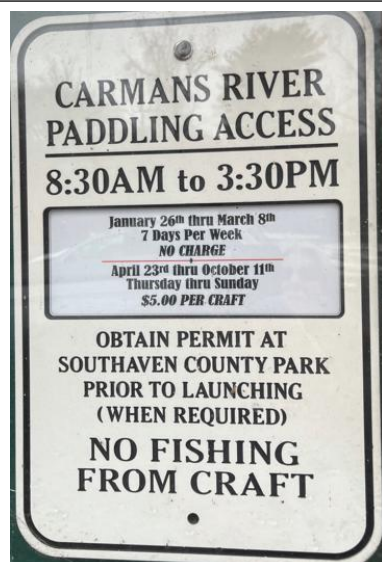 CARMANS RIVER
PADDLING ACCESS
8:30AM to 3:30PM
January 26th thru March 8th
7 Days Per Week
NO CHARGE
April 23rd thru October 11th
Thursday thru Sunday
$5.00 PER CRAFT
OBTAIN PERMIT AT
SOUTHAVEN COUNTY PARK
PRIOR TO LAUNCHING
(WHEN REQUIRED)
NO FISHING
FROM CRAFT